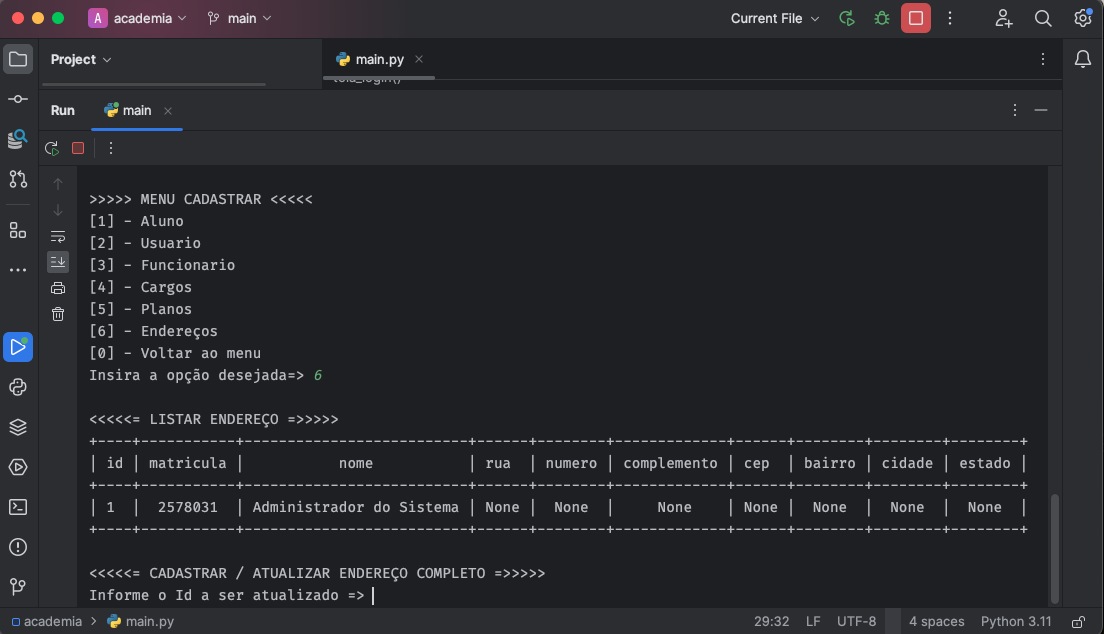 A academia main Current File
Project main.py
tela_login()
Run main
>>>>> MENU CADASTRAR <<<<<
[1] - Aluno
[2] - Usuario
[3] - Funcionario
[4] - Cargos
[5] - Planos
[6] - Endereços
[0] - Voltar ao menu
Insira a opção desejada=> 6
<<<<<= LISTAR ENDEREÇO =>>>>>
+----+-----------+--------------------------+------+--------+-------------+------+--------+--------+--------+
| id | matricula | nome | rua | numero | complemento | cep | bairro | cidade | estado |
+----+-----------+--------------------------+------+--------+-------------+------+--------+--------+--------+
| 1 | 2578031 | Administrador do Sistema | None | None | None | None | None | None | None |
+----+-----------+--------------------------+------+--------+-------------+------+--------+--------+--------+
<<<<<= CADASTRAR / ATUALIZAR ENDEREÇO COMPLETO =>>>>>
Informe o Id a ser atualizado =>
academia > main.py 29:32 LF UTF-8 4 spaces Python 3.11